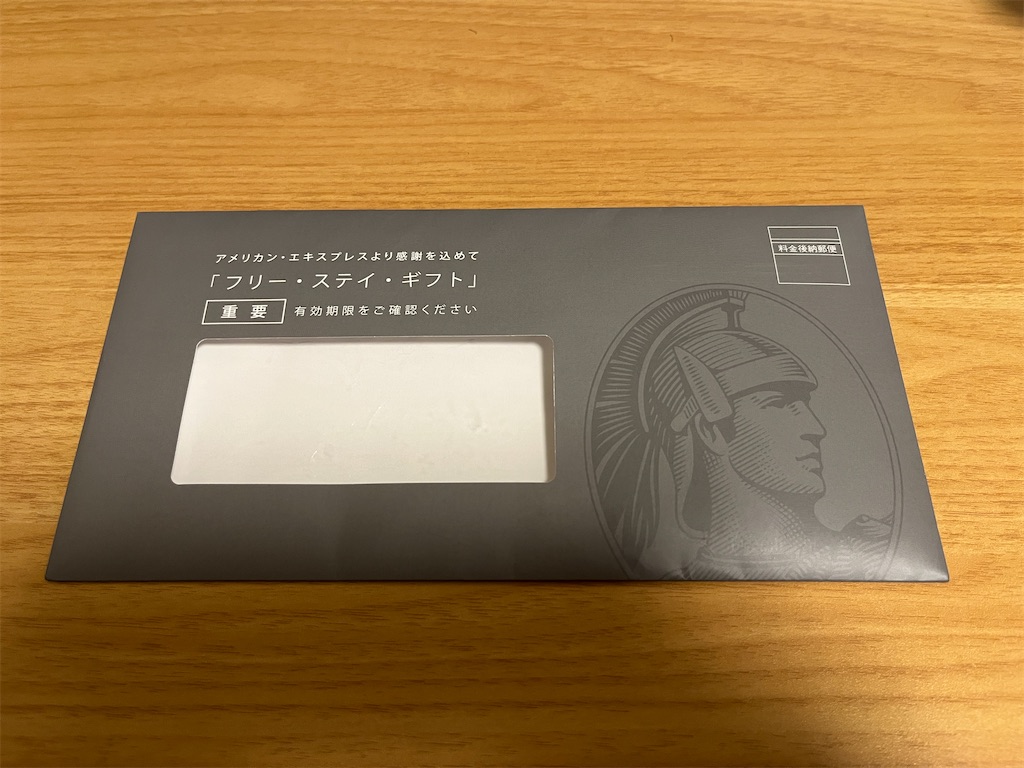 アメリカン・エキスプレスより感謝を込めて
「フリー・ステイ・ギフト」
重要 有効期限をご確認ください
料金後納郵便